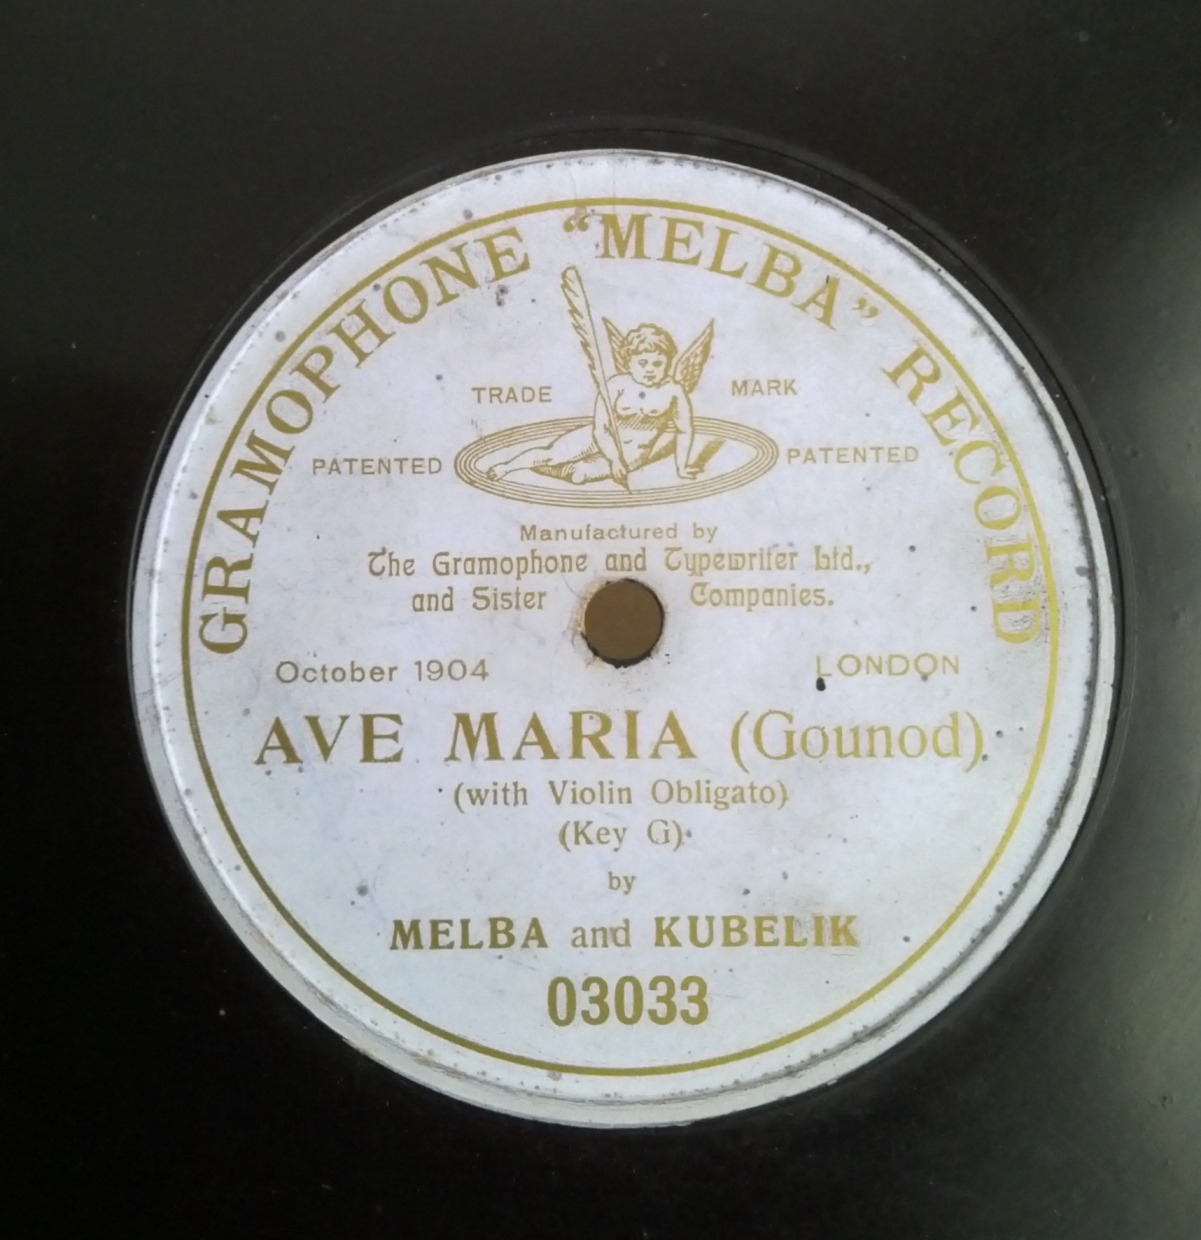 GRAMOPHONE “MELBA” RECORD
TRADE MARK
PATENTED PATENTED
Manufactured by
The Gramophone and Typewriter Ltd.,
and Sister Companies.
October 1904 LONDON
AVE MARIA (Gounod)
(with Violin Obligato)
(Key G)
by
MELBA and KUBELIK
03033